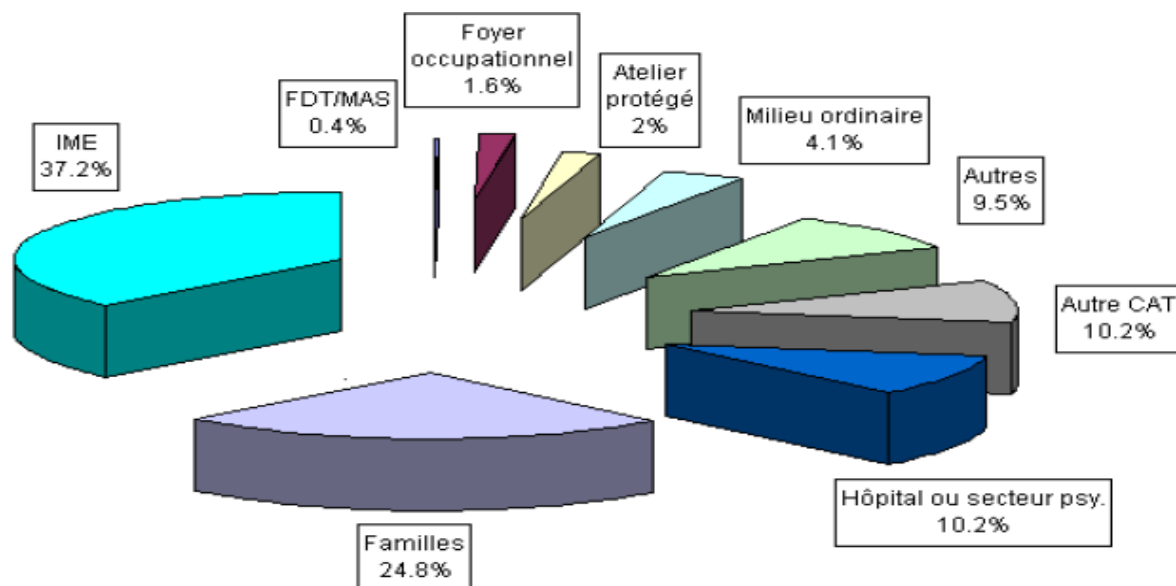 Foyer
occupationnel
1.6%
FDT/MAS
0.4%
Atelier
protégé
2%
Milieu ordinaire
4.1%
IME
37.2%
Autres
9.5%
Autre CAT
10.2%
Hôpital ou secteur psy.
10.2%
Familles
24.8%